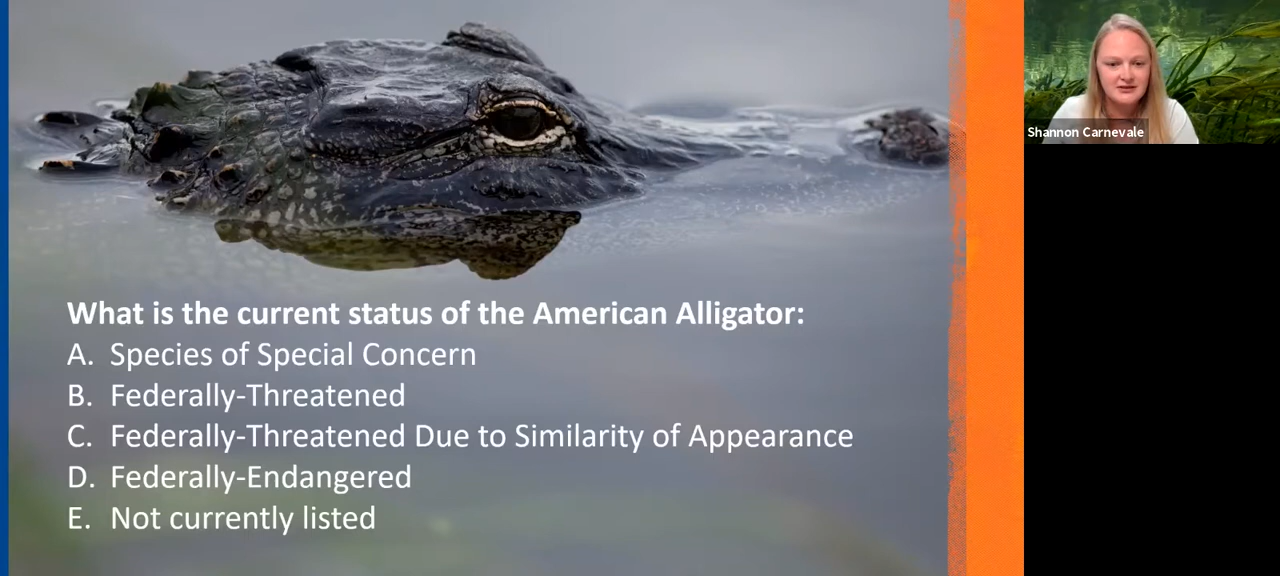 What is the current status of the American Alligator:
A. Species of Special Concern
B. Federally-Threatened
C. Federally-Threatened Due to Similarity of Appearance
D. Federally-Endangered
E. Not currently listed
Shannon Carnevale